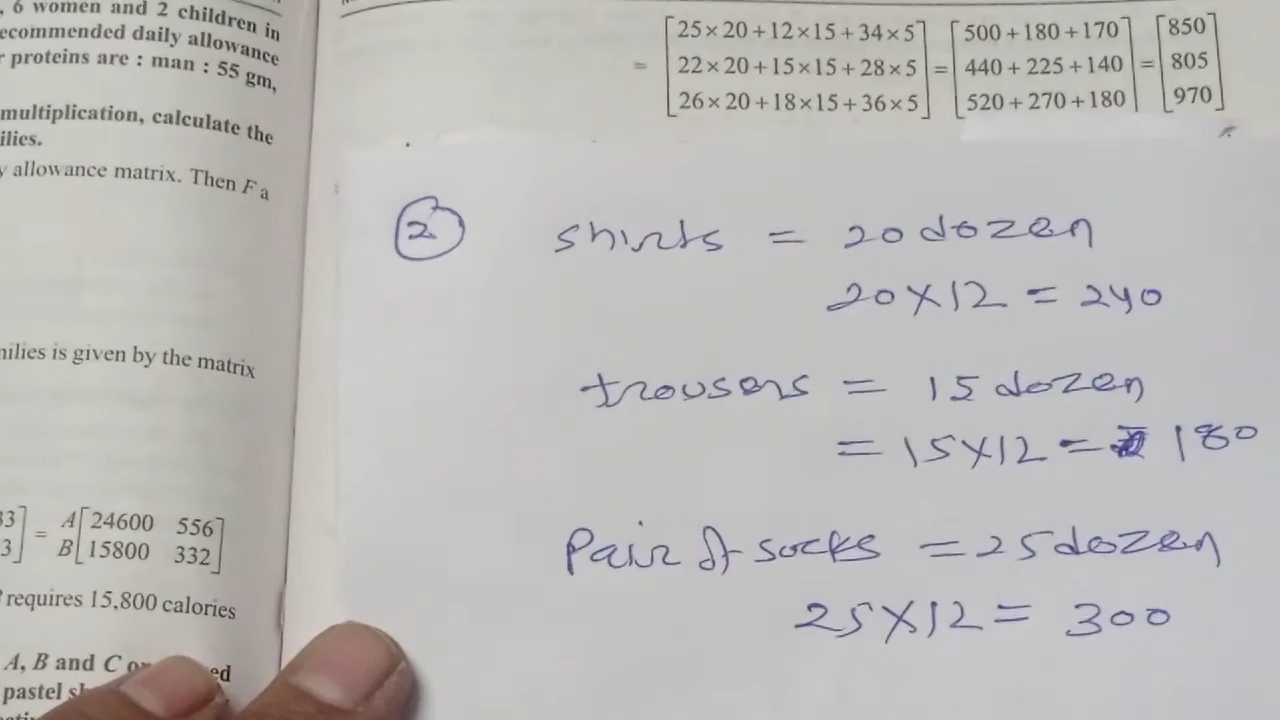 , 6 women and 2 children in
ecommended daily allowance
r proteins are : man : 55 gm,
multiplication, calculate the
ilies.
y allowance matrix. Then F a
nilies is given by the matrix
33] = A[24600 556]
3] B[15800 332]
requires 15,800 calories
A, B and C
pastel
= [25×20+12×15+34×5] [500+180+170] [850]
[22×20+15×15+28×5] = [440+225+140] = [805]
[26×20+18×15+36×5] [520+270+180] [970]
② shirts = 20 dozen
20×12 = 240
trousers = 15 dozen
= 15×12 = 180
Pair of socks = 25 dozen
25×12 = 300